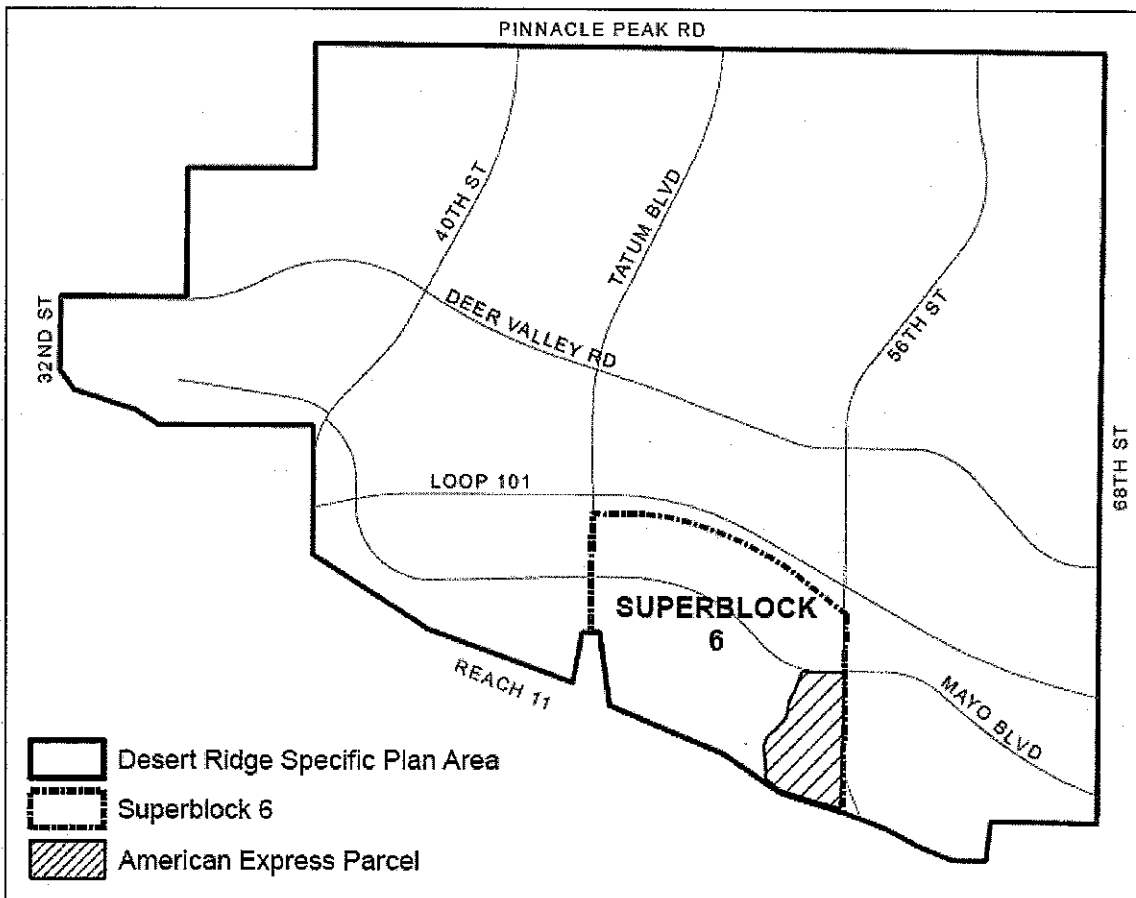 PINNACLE PEAK RD
40TH ST
TATUM BLVD
56TH ST
DEER VALLEY RD
32ND ST
68TH ST
LOOP 101
SUPERBLOCK
6
REACH 11
MAYO BLVD
Desert Ridge Specific Plan Area
Superblock 6
American Express Parcel